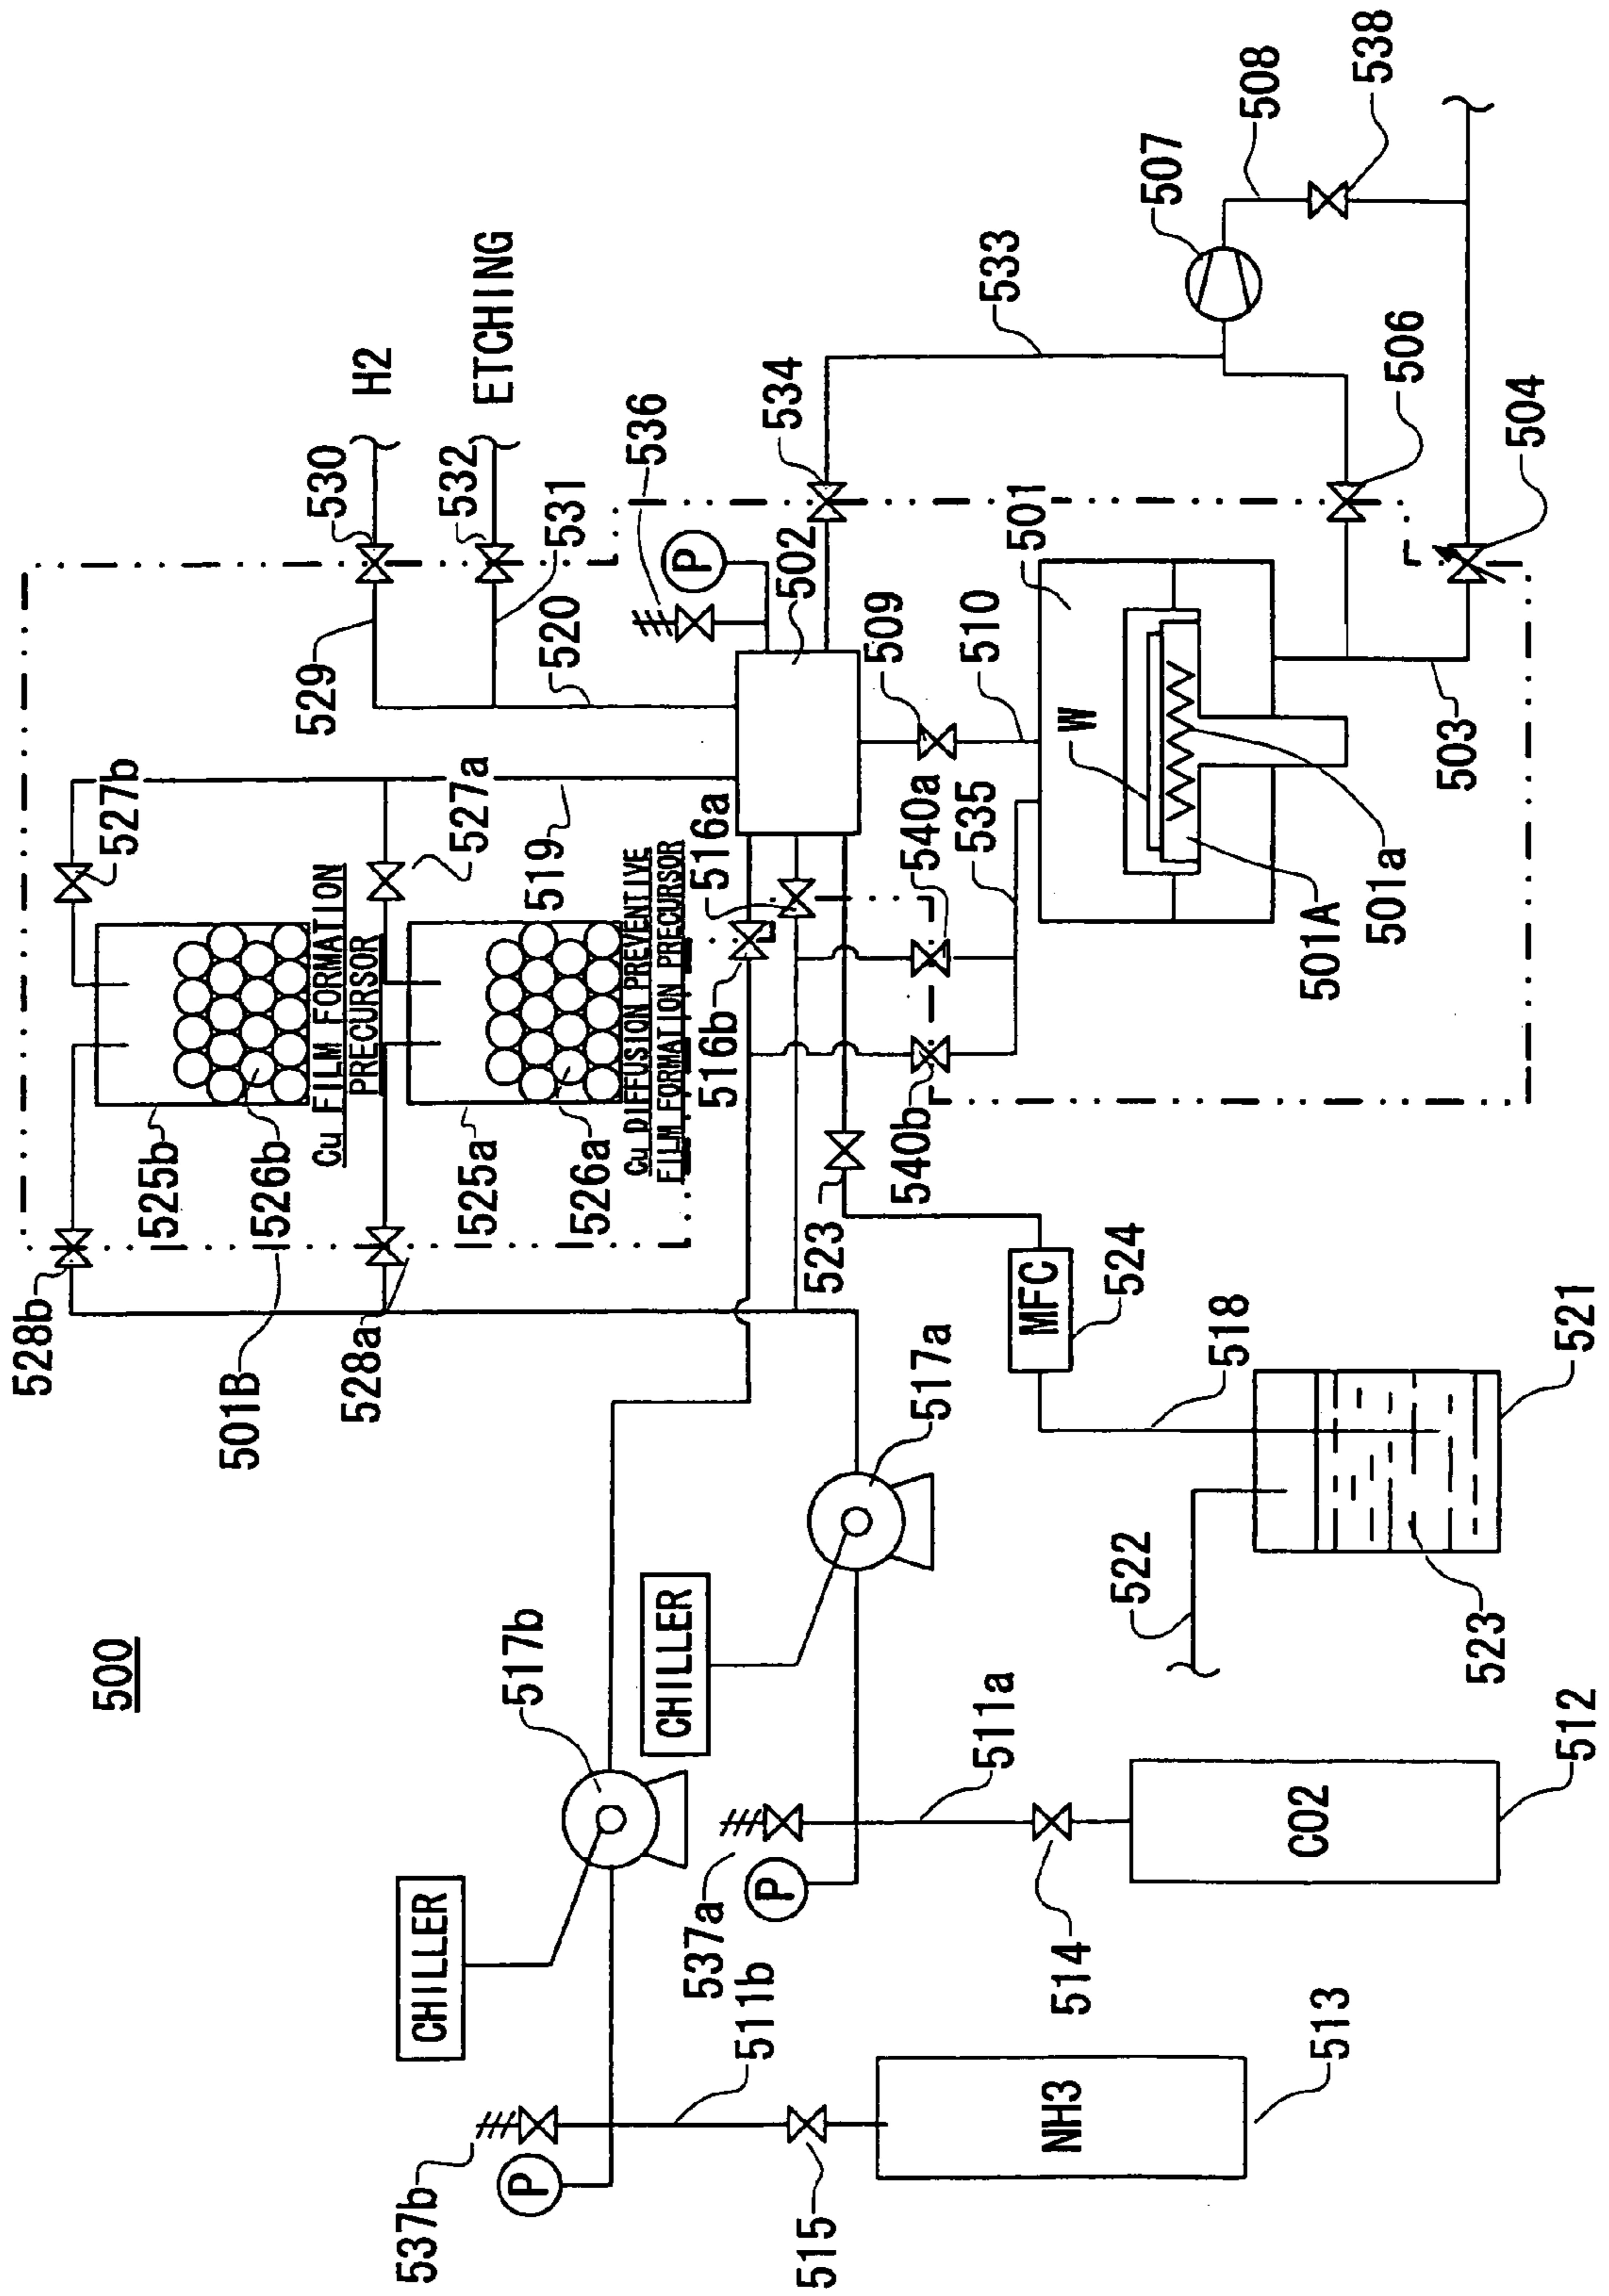 500
528b
501B
528a
525b
526b
Cu FILM FORMATION
PRECURSOR
527b
527a
525a
526a
Cu DIFFUSION PREVENTIVE
FILM FORMATION PRECURSOR
519
529
530
H2
532
ETCHING
531
520
536
P
502
534
533
507
508
538
506
504
503
501
510
509
516a
516b
540a
540b
535
W
501A
501a
523
MFC
524
518
521
522
523
517a
CHILLER
517b
CHILLER
537a
P
511a
514
CO2
512
537b
P
511b
515
NH3
513